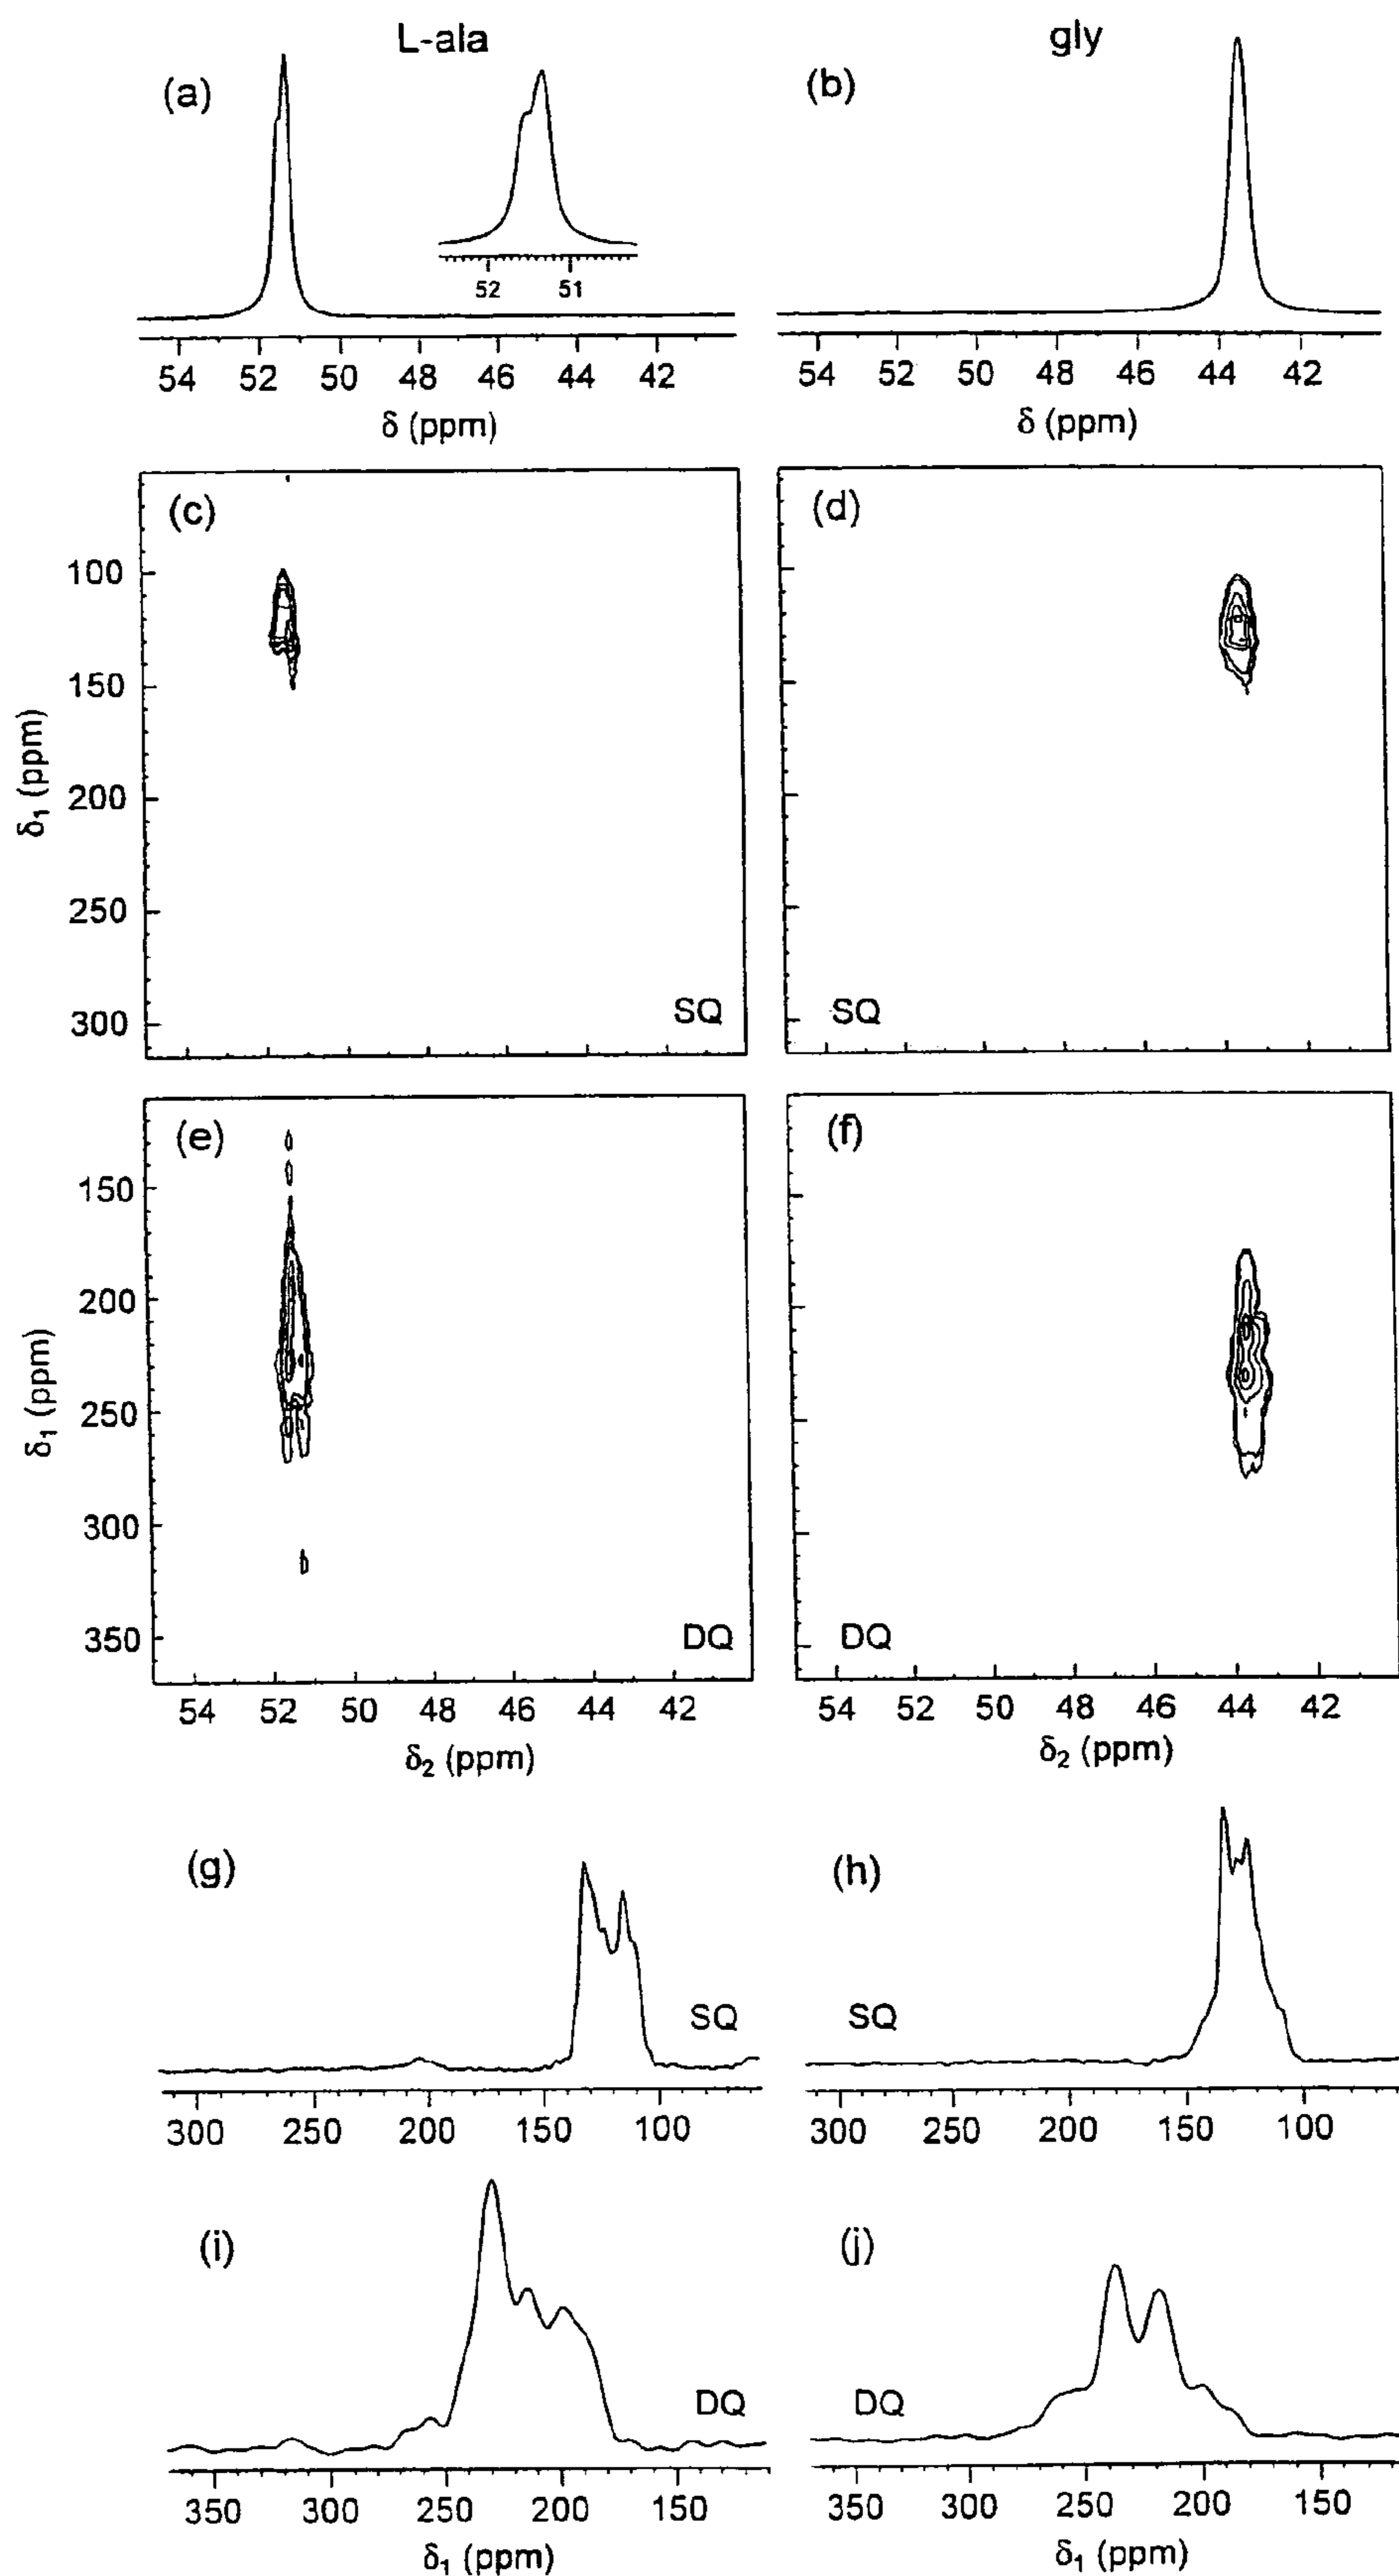 L-ala
gly
(a)
(b)
52 51
54 52 50 48 46 44 42
54 52 50 48 46 44 42
δ (ppm)
δ (ppm)
(c)
(d)
100
150
200
250
300
δ₁ (ppm)
SQ
SQ
(e)
(f)
150
200
250
300
350
δ₁ (ppm)
DQ
DQ
54 52 50 48 46 44 42
54 52 50 48 46 44 42
δ₂ (ppm)
δ₂ (ppm)
(g)
(h)
SQ
SQ
300 250 200 150 100
300 250 200 150 100
(i)
(j)
DQ
DQ
350 300 250 200 150
350 300 250 200 150
δ₁ (ppm)
δ₁ (ppm)